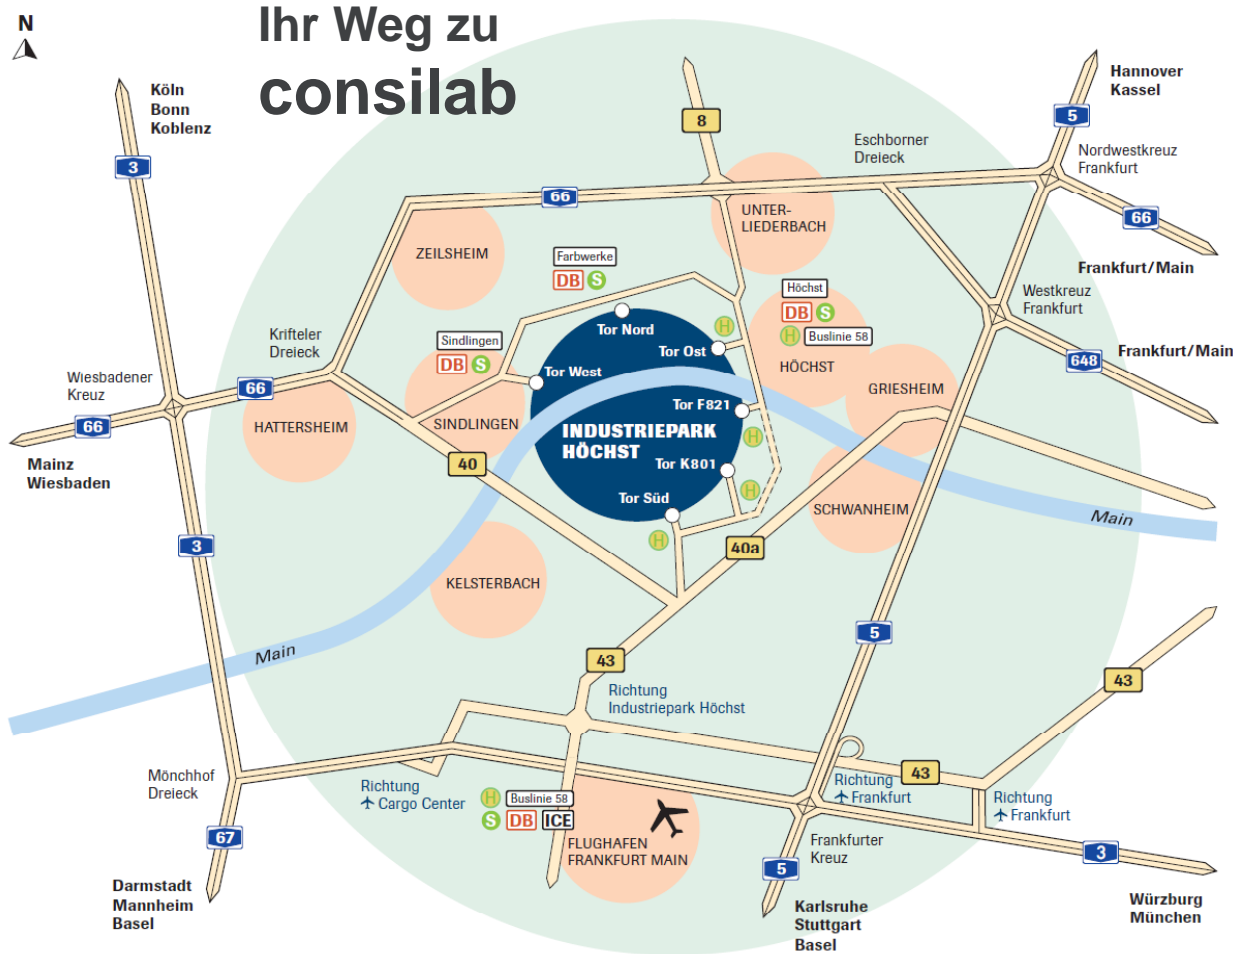 N
Ihr Weg zu
consilab
Köln
Bonn
Koblenz
3
8
Eschborner
Dreieck
5
Hannover
Kassel
Nordwestkreuz
Frankfurt
66
Frankfurt/Main
66
UNTER-
LIEDERBACH
ZEILSHEIM
Farbwerke
DB S
Höchst
DB S
H Buslinie 58
HÖCHST
Westkreuz
Frankfurt
648
Frankfurt/Main
Krifteler
Dreieck
Sindlingen
DB S
Tor Nord
H
Tor Ost
Tor West
Wiesbadener
Kreuz
66
66
Mainz
Wiesbaden
HATTERSHEIM
SINDLINGEN
GRIESHEIM
Tor F821
INDUSTRIEPARK
HÖCHST
H
Tor K801
40
H
Tor Süd
H
SCHWANHEIM
Main
3
40a
KELSTERBACH
5
Main
43
43
Richtung
Industriepark Höchst
Mönchhof
Dreieck
Richtung
Cargo Center
H Buslinie 58
S DB ICE
FLUGHAFEN
FRANKFURT MAIN
Richtung
Frankfurt
43
Richtung
Frankfurt
67
Frankfurter
Kreuz
3
5
Darmstadt
Mannheim
Basel
Karlsruhe
Stuttgart
Basel
Würzburg
München